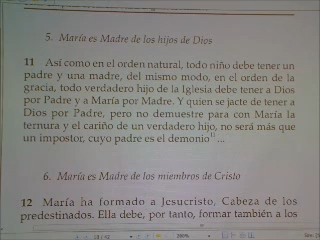 5. María es Madre de los hijos de Dios
11 Así como en el orden natural, todo niño debe tener un
padre y una madre, del mismo modo, en el orden de la
gracia, todo verdadero hijo de la Iglesia debe tener a Dios
por Padre y a María por Madre. Y quien se jacte de tener a
Dios por Padre, pero no demuestre para con María la
ternura y el cariño de un verdadero hijo, no será más que
un impostor, cuyo padre es el demonio ...
6. María es Madre de los miembros de Cristo
12 María ha formado a Jesucristo, Cabeza de los
predestinados. Ella debe, por tanto, formar también a los
200%